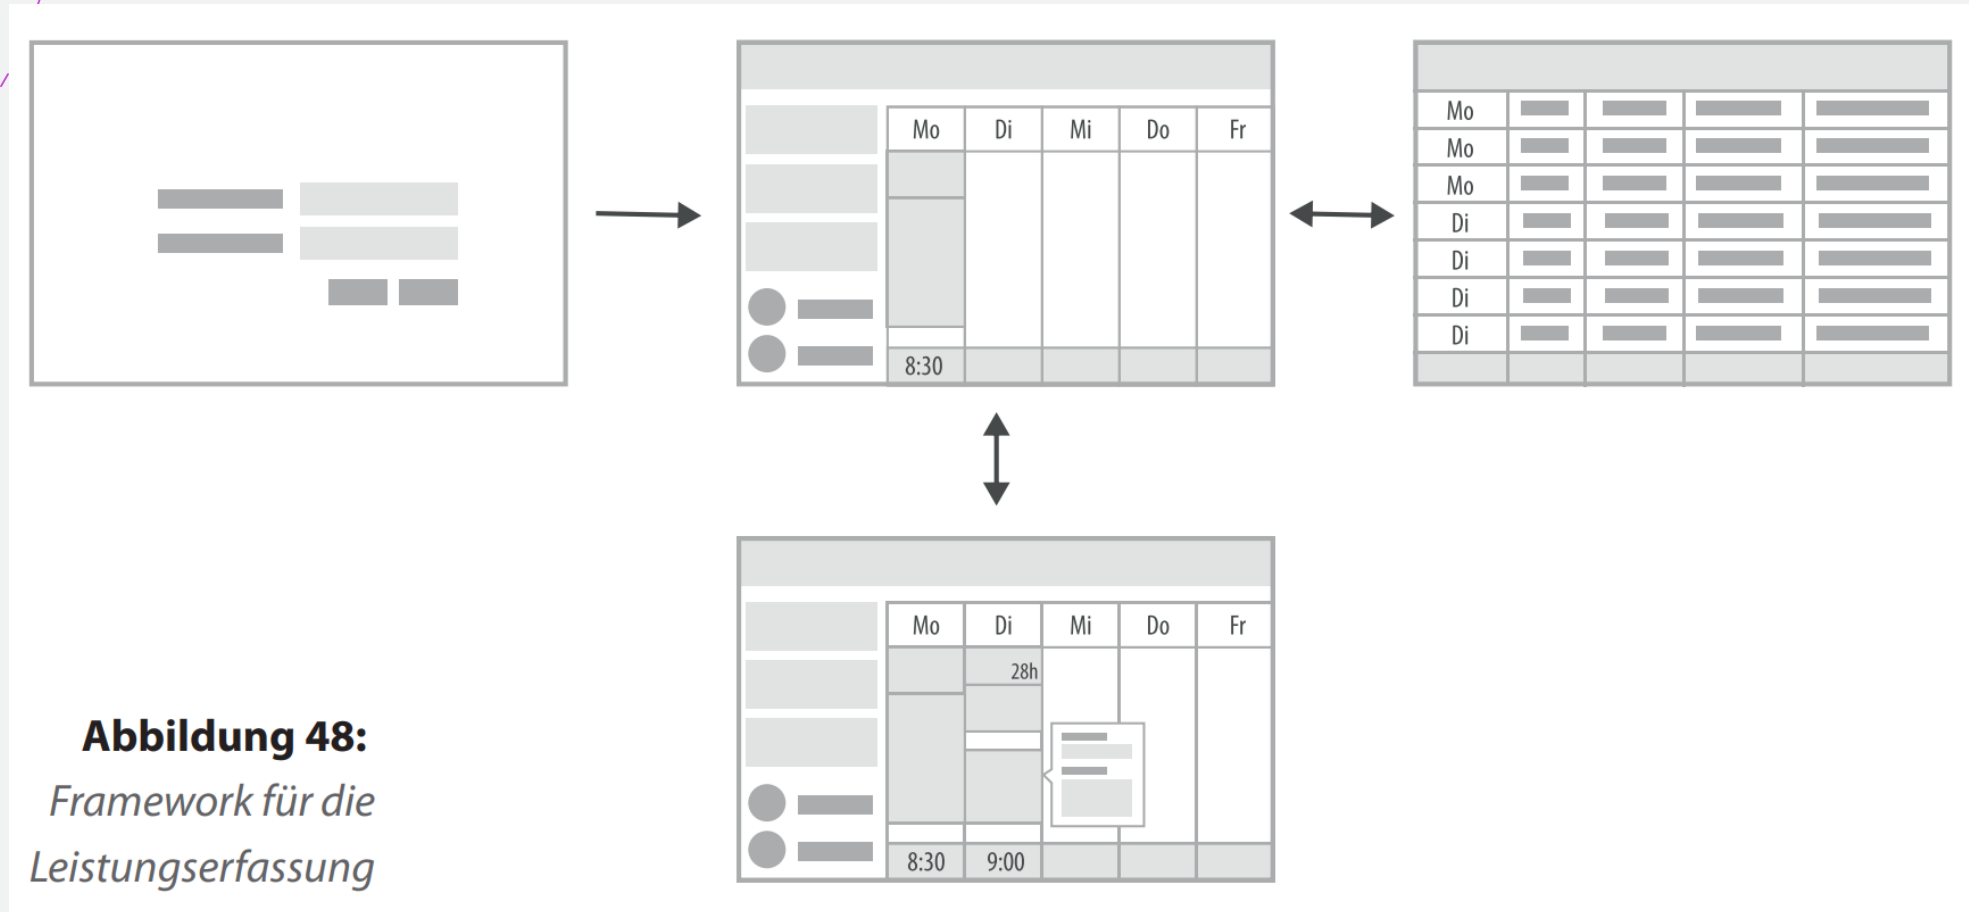 Mo Di Mi Do Fr
8:30
Mo
Mo
Mo
Di
Di
Di
Di
Mo Di Mi Do Fr
28h
8:30 9:00
Abbildung 48:
Framework für die
Leistungserfassung